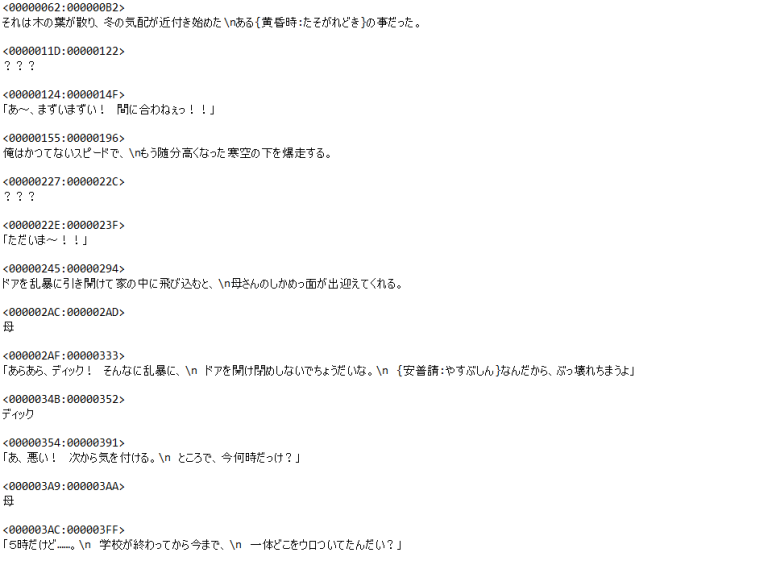 <00000062:000000B2>
それは木の葉が散り、冬の気配が近付き始めた\nある{黄昏時:たそがれどき}の事だった。
<0000011D:00000122>
？？？
<00000124:0000014F>
「あ～、まずいまずい！　間に合わねぇっ！！」
<00000155:00000196>
俺はかつてないスピードで、\nもう随分高くなった寒空の下を爆走する。
<00000227:0000022C>
？？？
<0000022E:0000023F>
「ただいま～！！」
<00000245:00000294>
ドアを乱暴に引き開けて家の中に飛び込むと、\n母さんのしかめっ面が出迎えてくれる。
<000002AC:000002AD>
母
<000002AF:00000333>
「あらあら、ディック！　そんなに乱暴に、\n　ドアを開け閉めしないでちょうだいな。\n　{安普請:やすぶしん}なんだから、ぶっ壊れちまうよ」
<0000034B:00000352>
ディック
<00000354:00000391>
「あ、悪い！　次から気を付ける。\n　ところで、今何時だっけ？」
<000003A9:000003AA>
母
<000003AC:000003FF>
「５時だけど……。\n　学校が終わってから今まで、\n　一体どこをウロついてたんだい？」